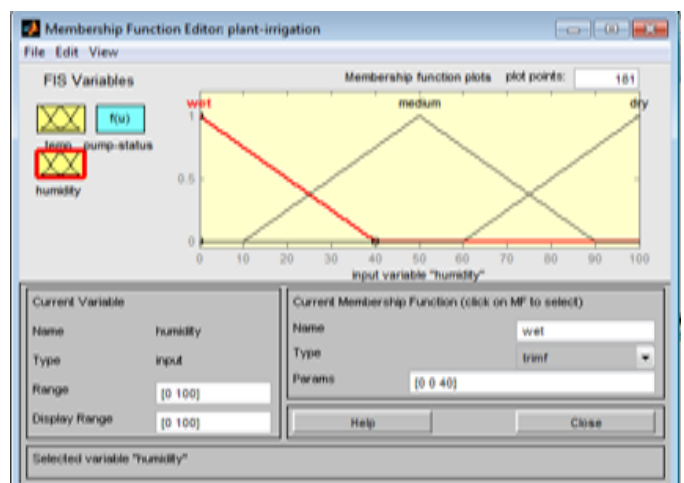 Membership Function Editor: plant-irrigation
File Edit View
FIS Variables
Membership function plots plot points: 181
f(u)
temp pump-status
humidity
wet medium dry
1
0.5
0
0 10 20 30 40 50 60 70 80 90 100
input variable "humidity"
Current Variable
Name humidity
Type input
Range [0 100]
Display Range [0 100]
Current Membership Function (click on MF to select)
Name wet
Type trimf
Params [0 0 40]
Help Close
Selected variable "humidity"